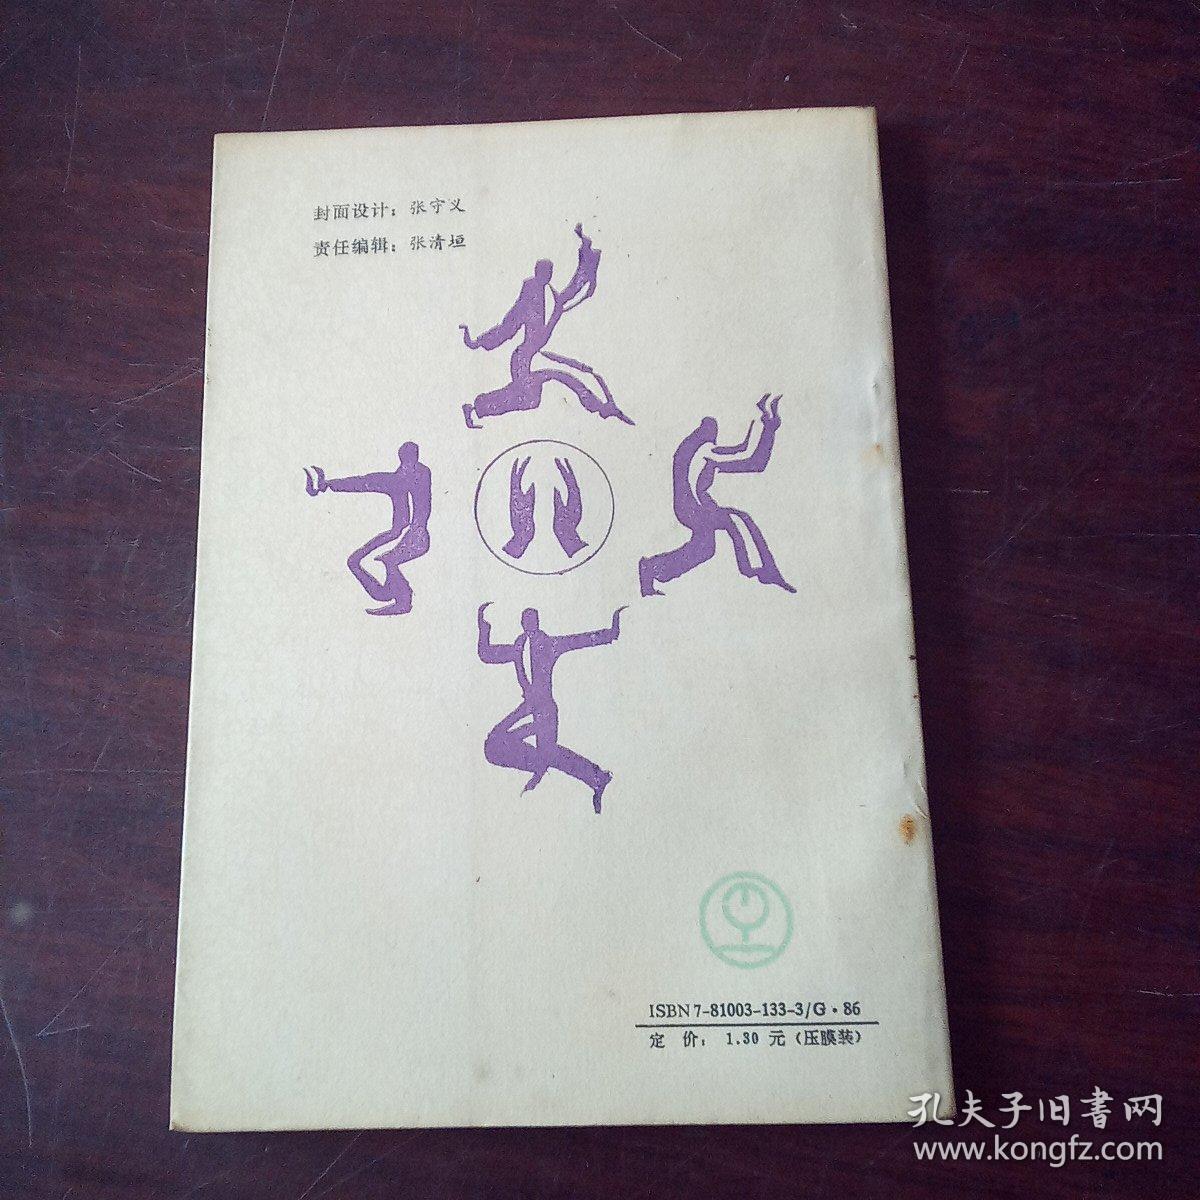 封面设计：张守义
责任编辑：张清垣
ISBN 7-81003-133-3/G·86
定 价：1.30 元（压膜装）
孔夫子旧書网
www.kongfz.com